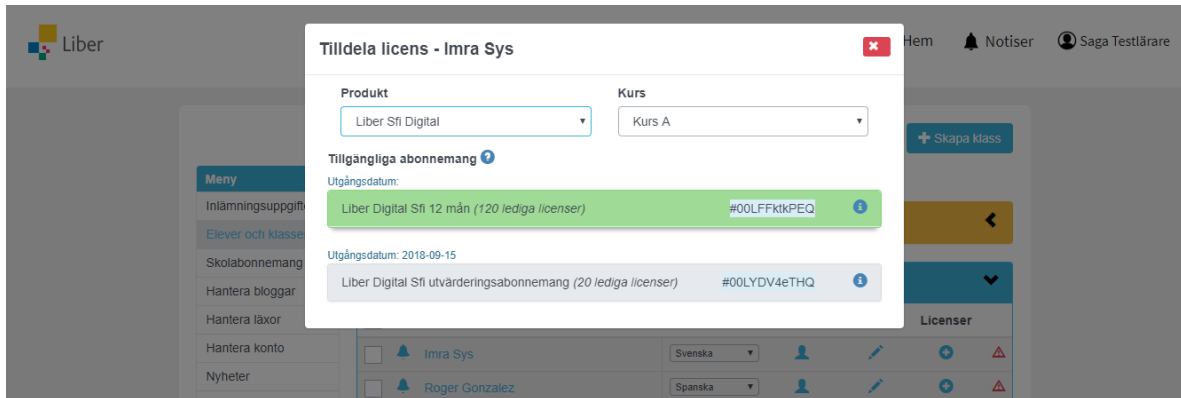 Liber
Hem
Notiser
Saga Testlärare
Tilldela licens - Imra Sys
Produkt
Kurs
Liber Sfi Digital
Kurs A
Skapa klass
Tillgängliga abonnemang
Utgångsdatum:
Liber Digital Sfi 12 mån (120 lediga licenser) #00LFFktkPEQ
Utgångsdatum: 2018-09-15
Liber Digital Sfi utvärderingsabonnemang (20 lediga licenser) #00LYDV4eTHQ
Meny
Inlämningsuppgift
Elever och klasse
Skolabonnemang
Hantera bloggar
Hantera läxor
Hantera konto
Nyheter
Licenser
Imra Sys Svenska
Roger Gonzalez Spanska